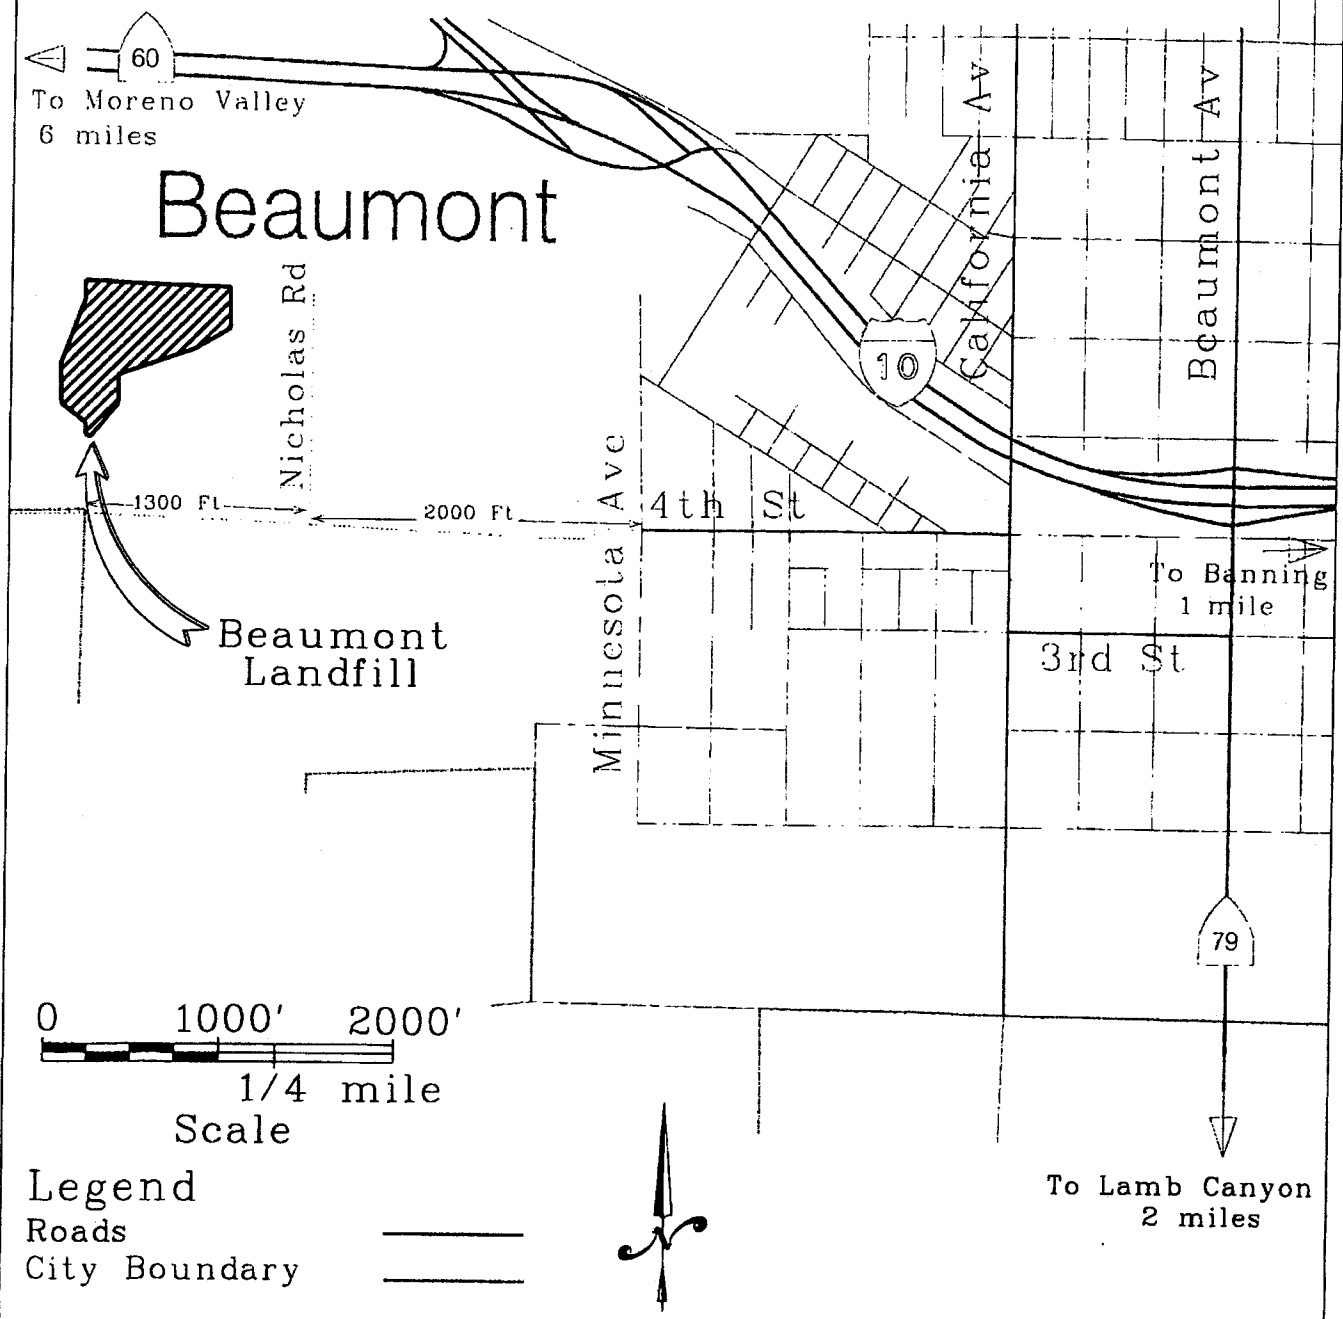 60
To Moreno Valley
6 miles
Beaumont
Nicholas Rd
California Av
Beaumont Av
10
1300 Ft
2000 Ft
Minnesota Ave
4th St
To Banning
1 mile
3rd St
Beaumont
Landfill
79
0 1000' 2000'
1/4 mile
Scale
Legend
Roads
City Boundary
N
To Lamb Canyon
2 miles